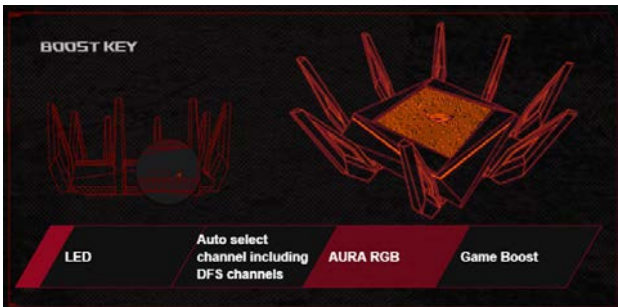 BOOST KEY
LED
Auto select
channel including
DFS channels
AURA RGB
Game Boost